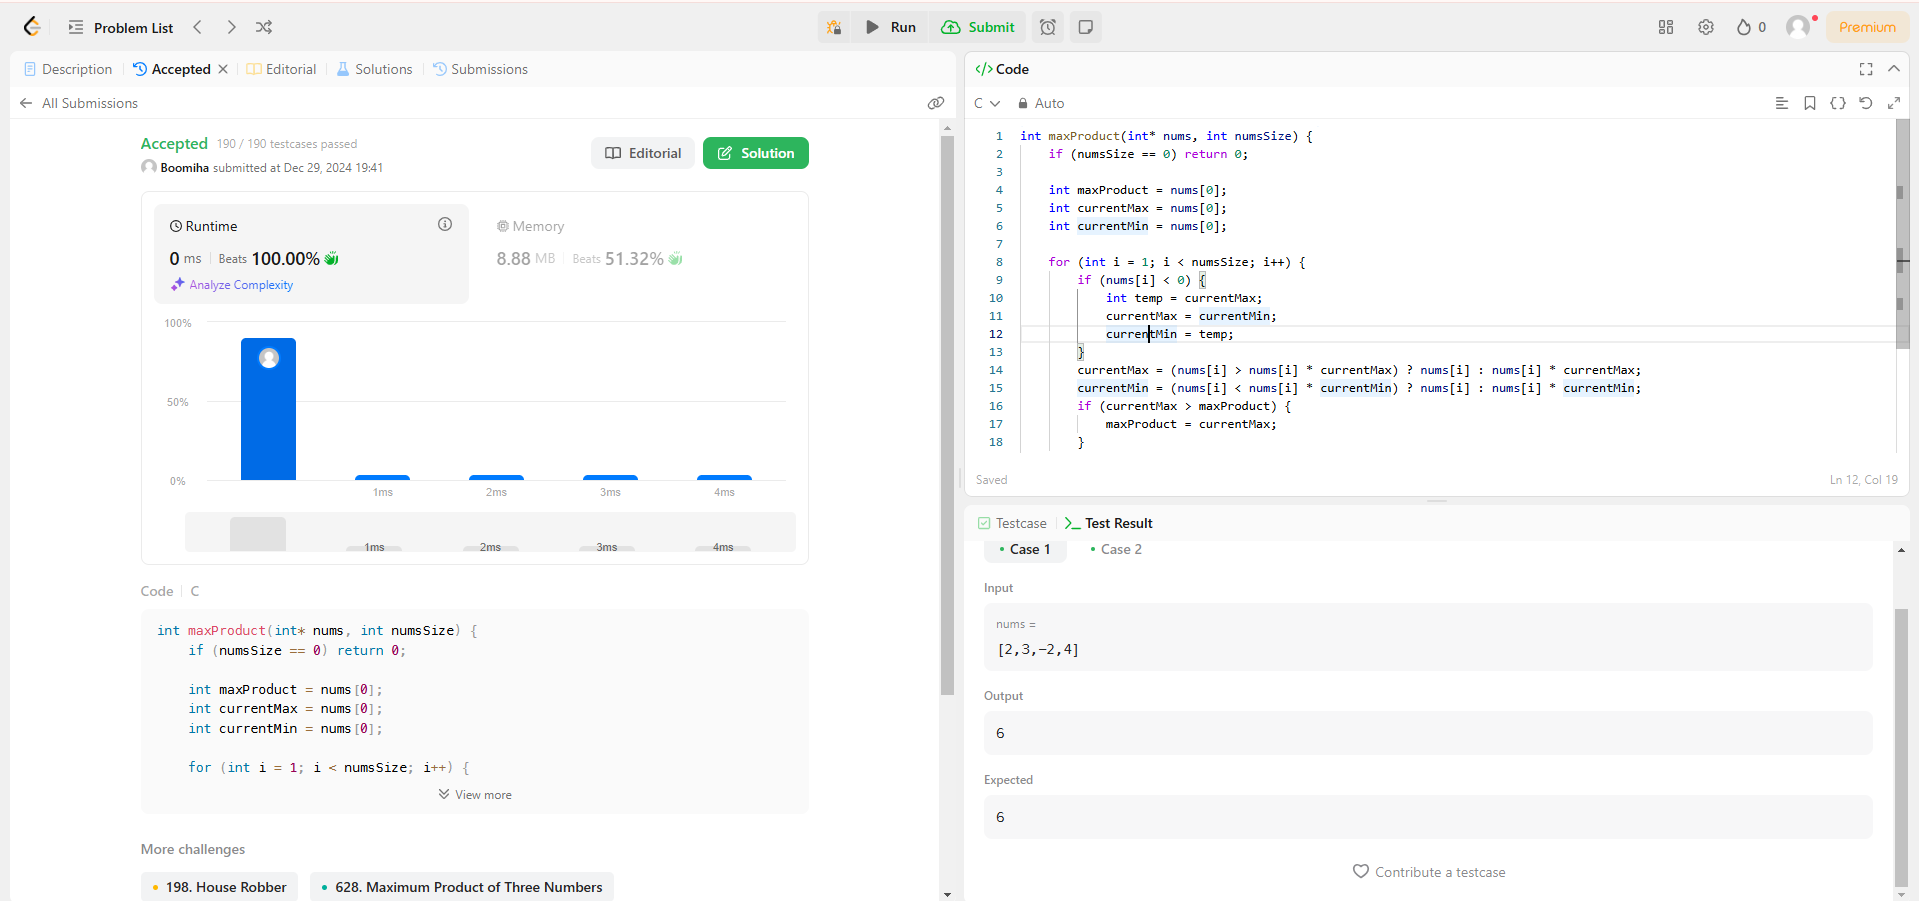 Problem List
Run
Submit
0
Premium
Description
Accepted
Editorial
Solutions
Submissions
All Submissions
Accepted 190 / 190 testcases passed
Boomiha submitted at Dec 29, 2024 19:41
Editorial
Solution
Runtime
0 ms | Beats 100.00%
Analyze Complexity
Memory
8.88 MB | Beats 51.32%
100%
50%
0%
1ms 2ms 3ms 4ms
1ms 2ms 3ms 4ms
Code | C
int maxProduct(int* nums, int numsSize) {
    if (numsSize == 0) return 0;
    int maxProduct = nums[0];
    int currentMax = nums[0];
    int currentMin = nums[0];
    for (int i = 1; i < numsSize; i++) {
View more
More challenges
198. House Robber
628. Maximum Product of Three Numbers
</> Code
C
Auto
1 int maxProduct(int* nums, int numsSize) {
2     if (numsSize == 0) return 0;
3
4     int maxProduct = nums[0];
5     int currentMax = nums[0];
6     int currentMin = nums[0];
7
8     for (int i = 1; i < numsSize; i++) {
9         if (nums[i] < 0) {
10             int temp = currentMax;
11             currentMax = currentMin;
12             currentMin = temp;
13         }
14         currentMax = (nums[i] > nums[i] * currentMax) ? nums[i] : nums[i] * currentMax;
15         currentMin = (nums[i] < nums[i] * currentMin) ? nums[i] : nums[i] * currentMin;
16         if (currentMax > maxProduct) {
17             maxProduct = currentMax;
18         }
Saved
Ln 12, Col 19
Testcase
Test Result
Case 1
Case 2
Input
nums =
[2,3,-2,4]
Output
6
Expected
6
Contribute a testcase